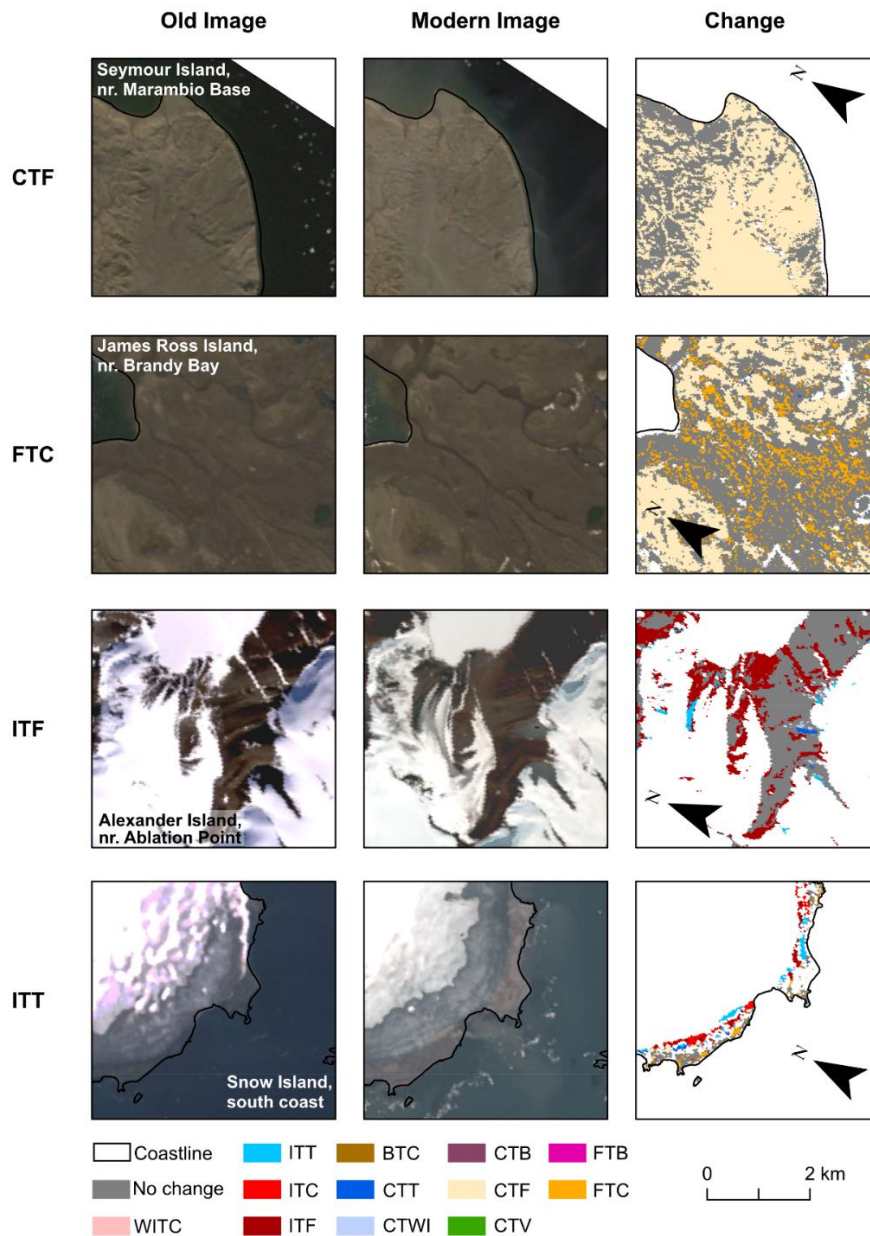 Old Image Modern Image Change
CTF
Seymour Island,
nr. Marambio Base
N
FTC
James Ross Island,
nr. Brandy Bay
N
ITF
Alexander Island,
nr. Ablation Point
N
ITT
Snow Island,
south coast
N
Coastline ITT BTC CTB FTB
No change ITC CTT CTF FTC
WITC ITF CTWI CTV
0 2 km